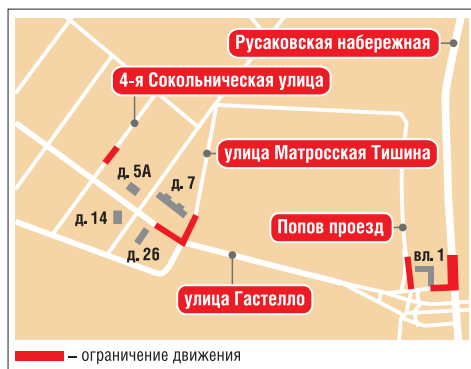 Русаковская набережная
4-я Сокольническая улица
улица Матросская Тишина
д. 5А
д. 7
д. 14
д. 26
Попов проезд
вл. 1
улица Гастелло
– ограничение движения